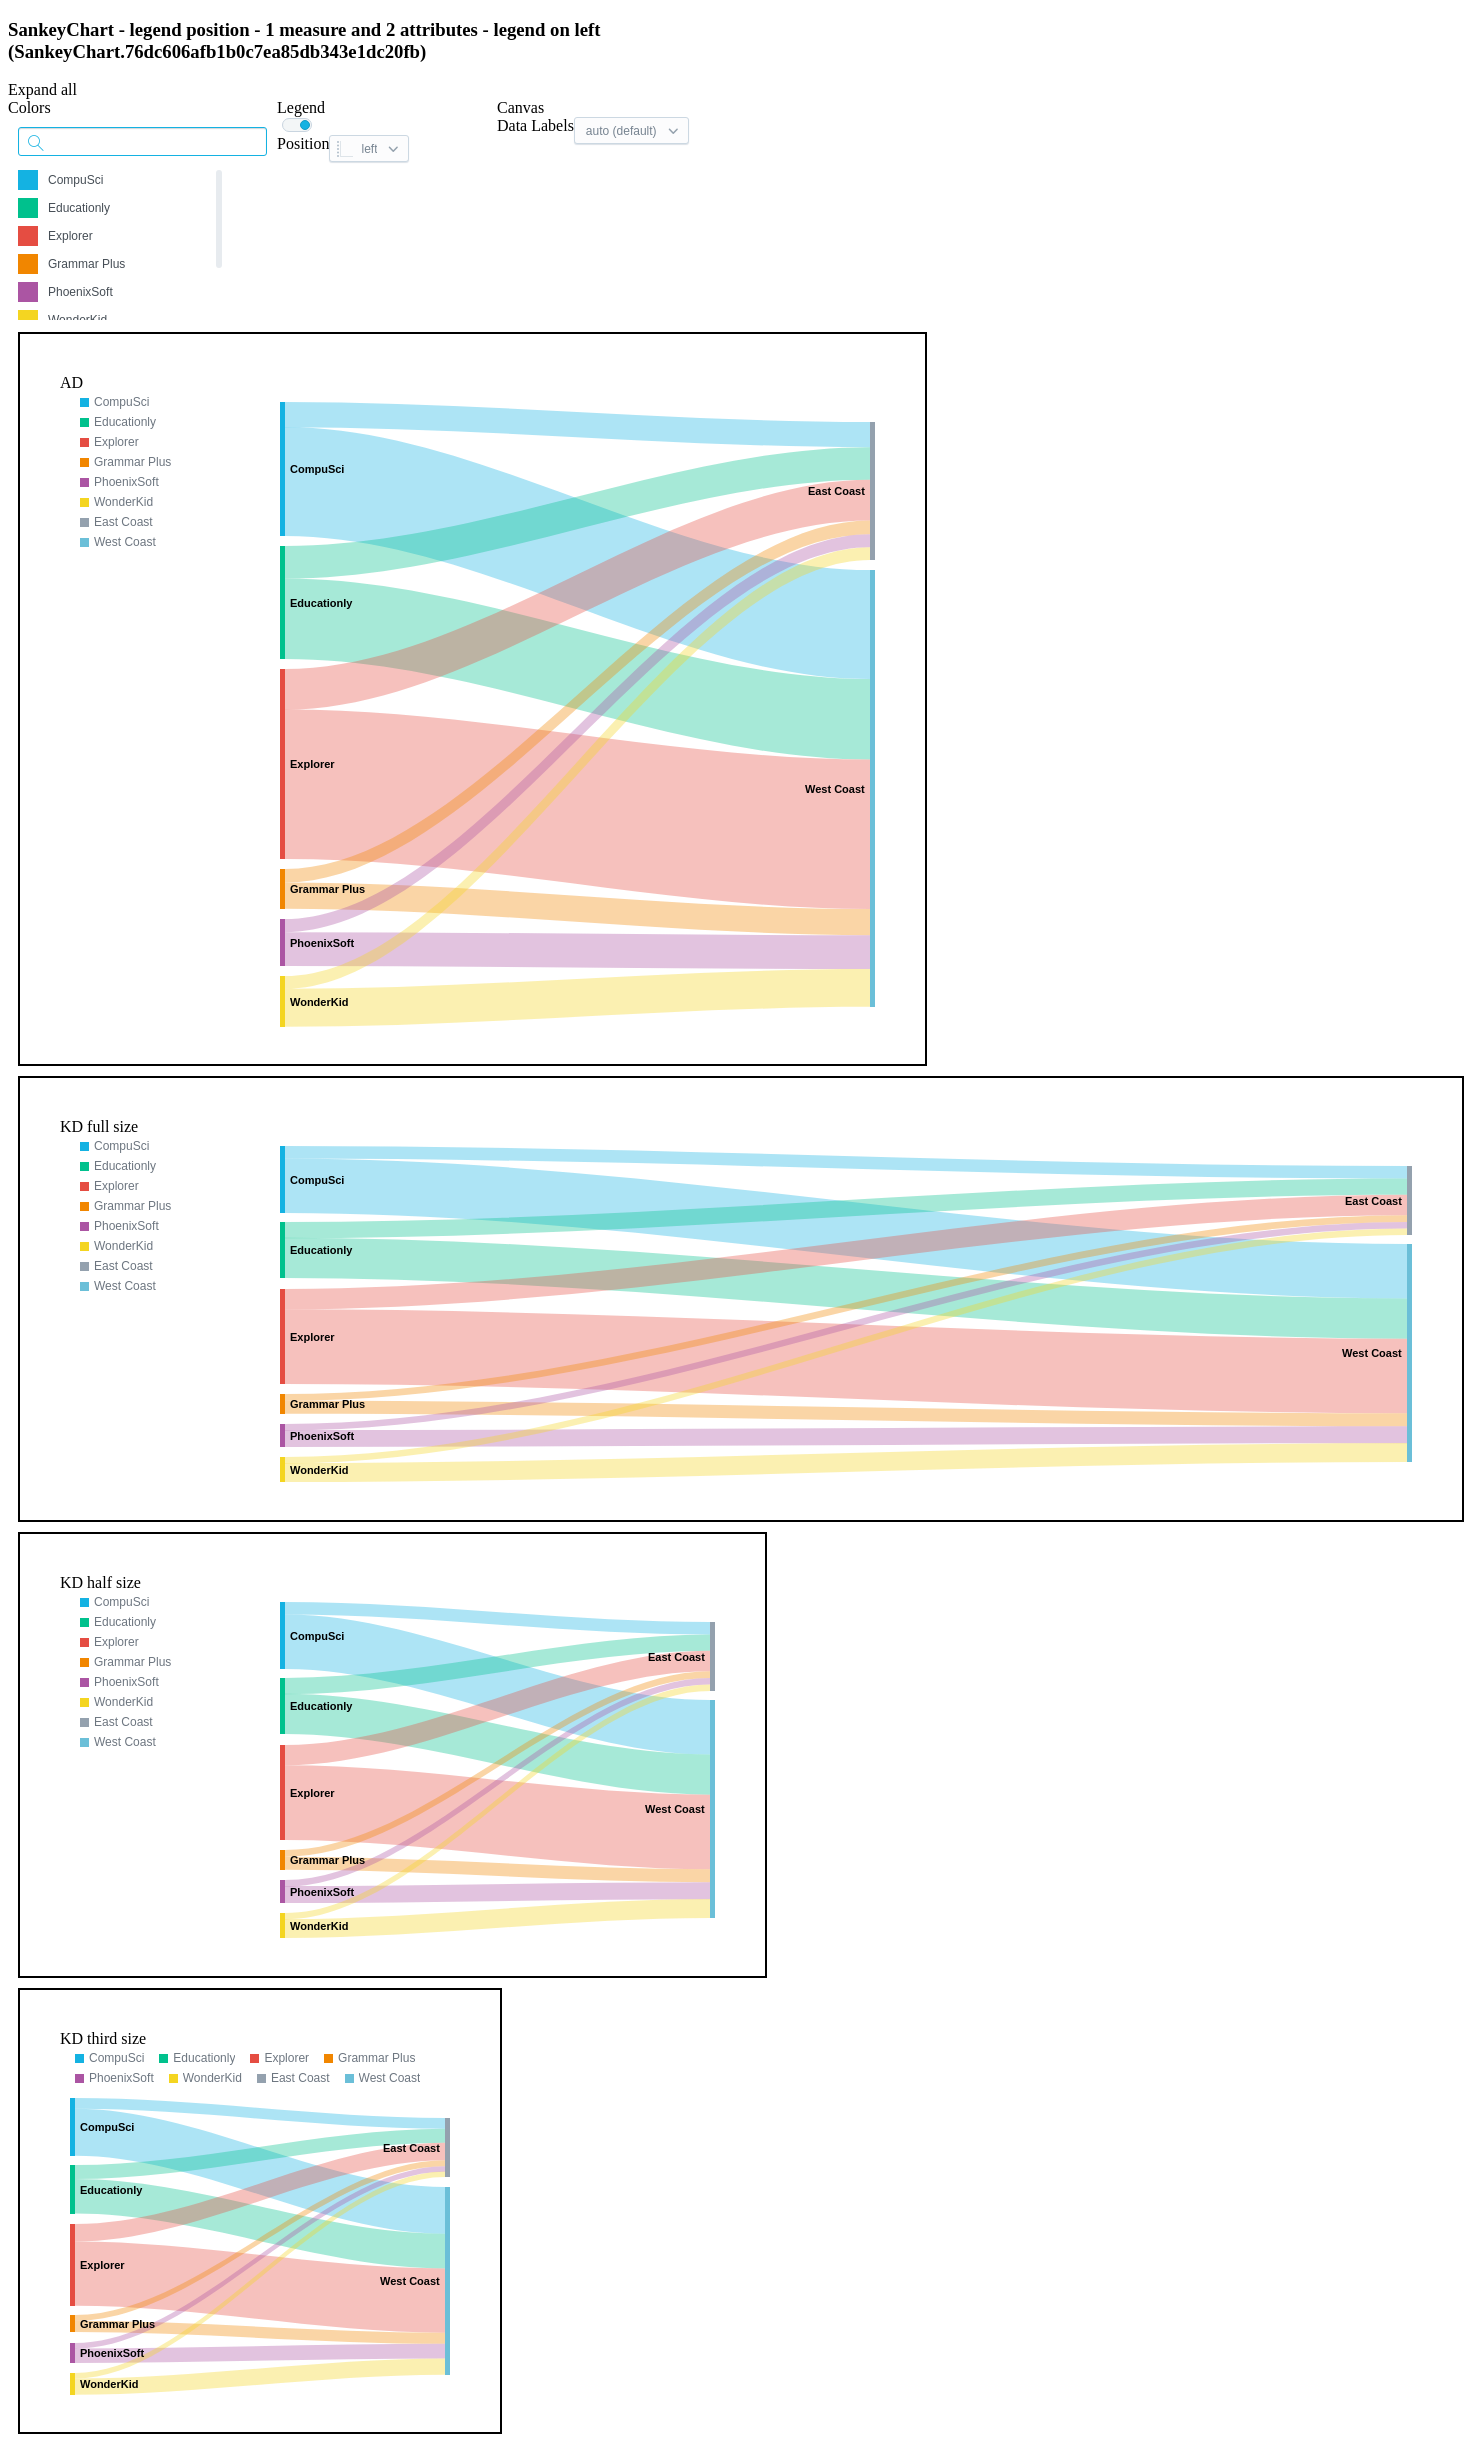 SankeyChart - legend position - 1 measure and 2 attributes - legend on left
(SankeyChart.76dc606afb1b0c7ea85db343e1dc20fb)
Expand all
Colors
CompuSci
Educationly
Explorer
Grammar Plus
PhoenixSoft
WonderKid
Legend
Position left
Canvas
Data Labels auto (default)
AD
CompuSci
Educationly
Explorer
Grammar Plus
PhoenixSoft
WonderKid
East Coast
West Coast
CompuSci
Educationly
Explorer
Grammar Plus
PhoenixSoft
WonderKid
East Coast
West Coast
KD full size
CompuSci
Educationly
Explorer
Grammar Plus
PhoenixSoft
WonderKid
East Coast
West Coast
CompuSci
Educationly
Explorer
Grammar Plus
PhoenixSoft
WonderKid
East Coast
West Coast
KD half size
CompuSci
Educationly
Explorer
Grammar Plus
PhoenixSoft
WonderKid
East Coast
West Coast
CompuSci
Educationly
Explorer
Grammar Plus
PhoenixSoft
WonderKid
East Coast
West Coast
KD third size
CompuSci Educationly Explorer Grammar Plus
PhoenixSoft WonderKid East Coast West Coast
CompuSci
Educationly
Explorer
Grammar Plus
PhoenixSoft
WonderKid
East Coast
West Coast